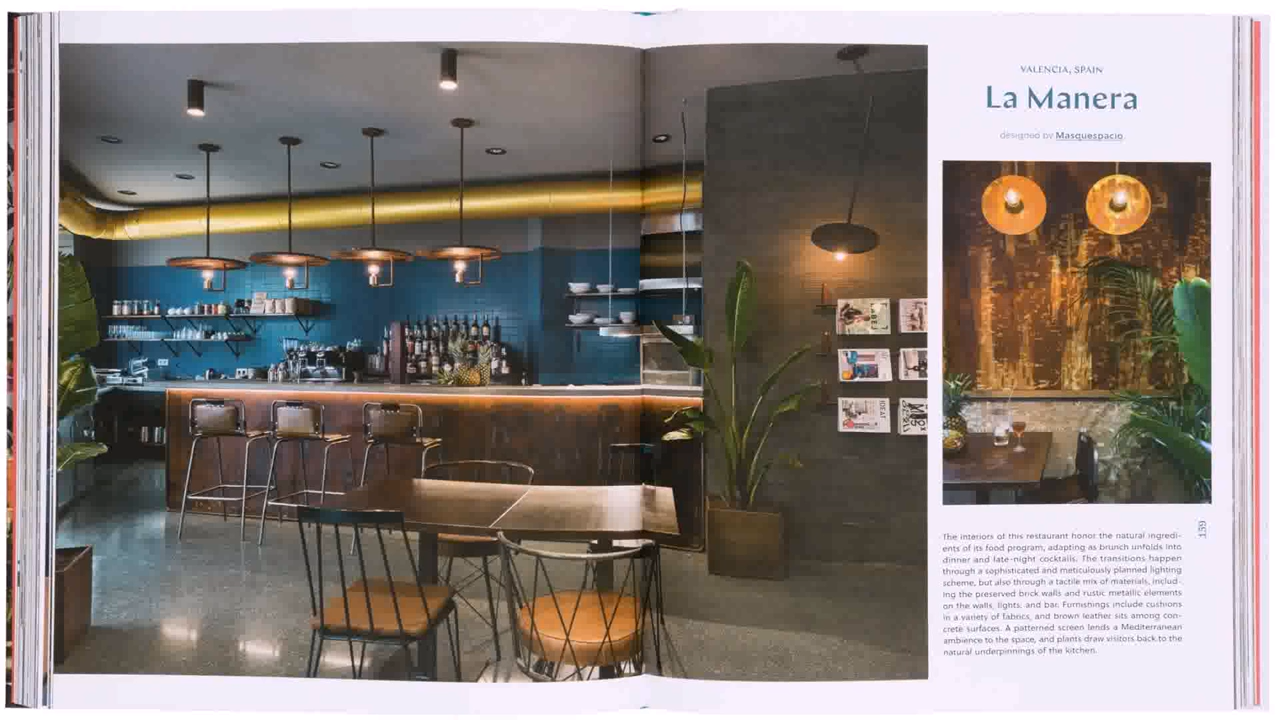 VALENCIA, SPAIN
La Manera
designed by Masquespacio.
The interiors of this restaurant honor the natural ingredi-
ents of its food program, adapting as brunch unfolds into
dinner and late-night cocktails. The transitions happen
through a sophisticated and meticulously planned lighting
scheme, but also through a tactile mix of materials, includ-
ing the preserved brick walls and rustic metallic elements
on the walls, lights, and bar. Furnishings include cushions
in a variety of fabrics, and brown leather sits among con-
crete surfaces. A patterned screen lends a Mediterranean
ambience to the space, and plants draw visitors back to the
natural underpinnings of the kitchen.
139